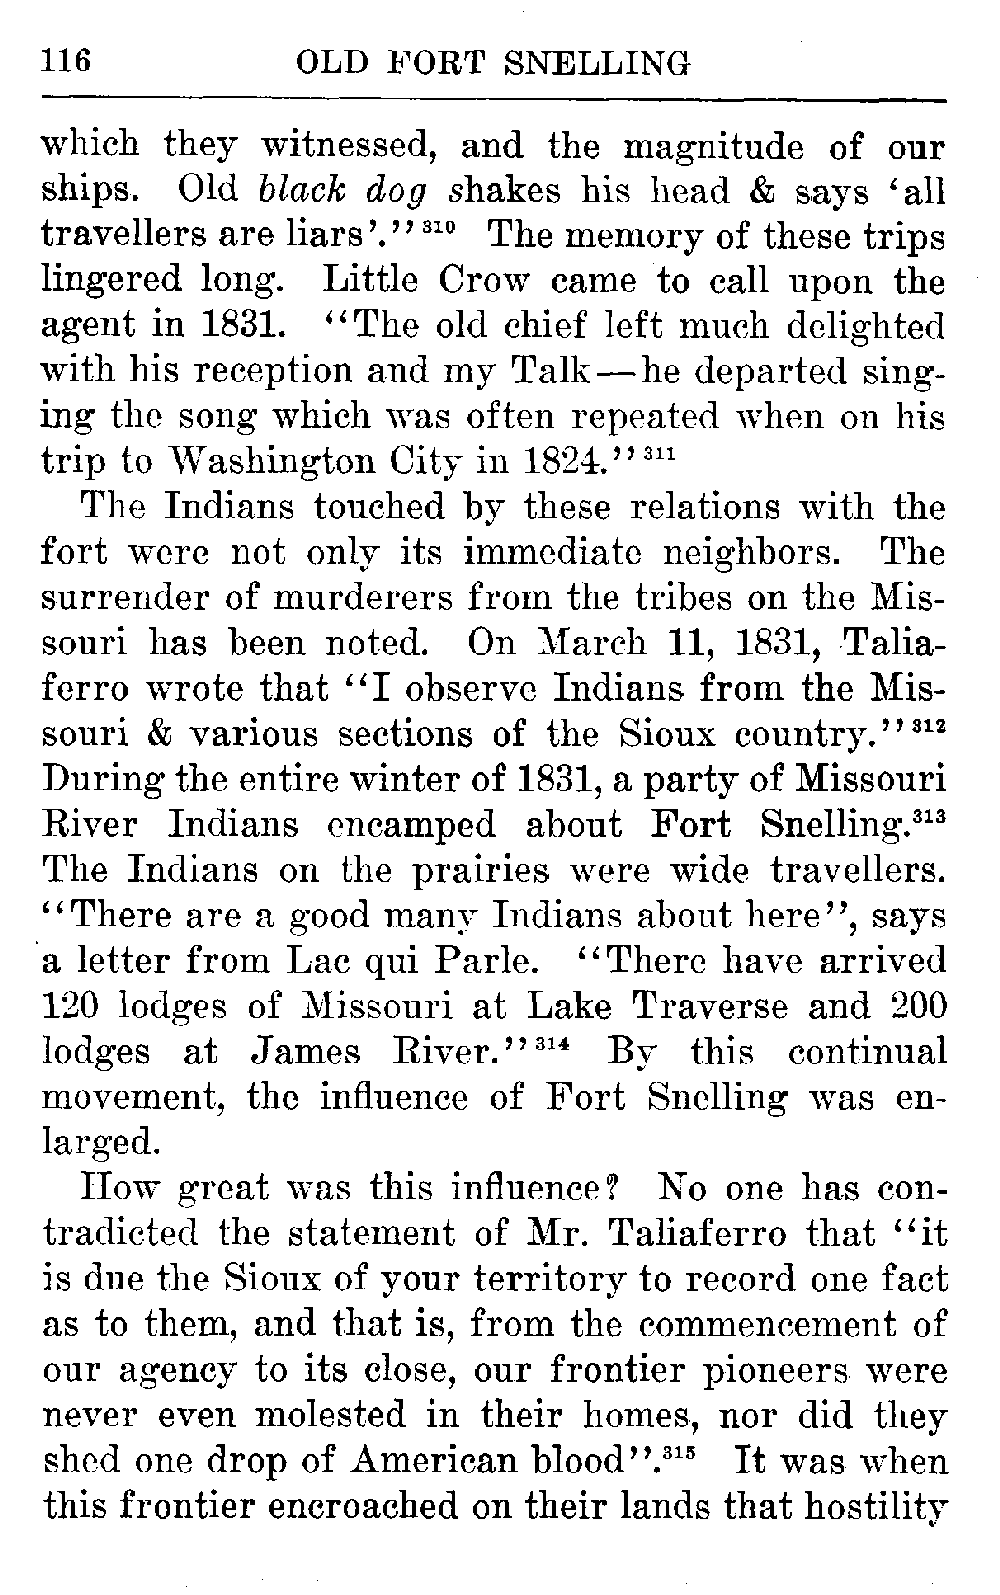 116 OLD FORT SNELLING
which they witnessed, and the magnitude of our
ships. Old black dog shakes his head & says ‘all
travellers are liars’.’’³¹⁰ The memory of these trips
lingered long. Little Crow came to call upon the
agent in 1831. ‘‘The old chief left much delighted
with his reception and my Talk—he departed sing-
ing the song which was often repeated when on his
trip to Washington City in 1824.’’³¹¹
The Indians touched by these relations with the
fort were not only its immediate neighbors. The
surrender of murderers from the tribes on the Mis-
souri has been noted. On March 11, 1831, Talia-
ferro wrote that ‘‘I observe Indians from the Mis-
souri & various sections of the Sioux country.’’³¹²
During the entire winter of 1831, a party of Missouri
River Indians encamped about Fort Snelling.³¹³
The Indians on the prairies were wide travellers.
‘‘There are a good many Indians about here’’, says
a letter from Lac qui Parle. ‘‘There have arrived
120 lodges of Missouri at Lake Traverse and 200
lodges at James River.’’³¹⁴ By this continual
movement, the influence of Fort Snelling was en-
larged.
How great was this influence? No one has con-
tradicted the statement of Mr. Taliaferro that ‘‘it
is due the Sioux of your territory to record one fact
as to them, and that is, from the commencement of
our agency to its close, our frontier pioneers were
never even molested in their homes, nor did they
shed one drop of American blood’’.³¹⁵ It was when
this frontier encroached on their lands that hostility